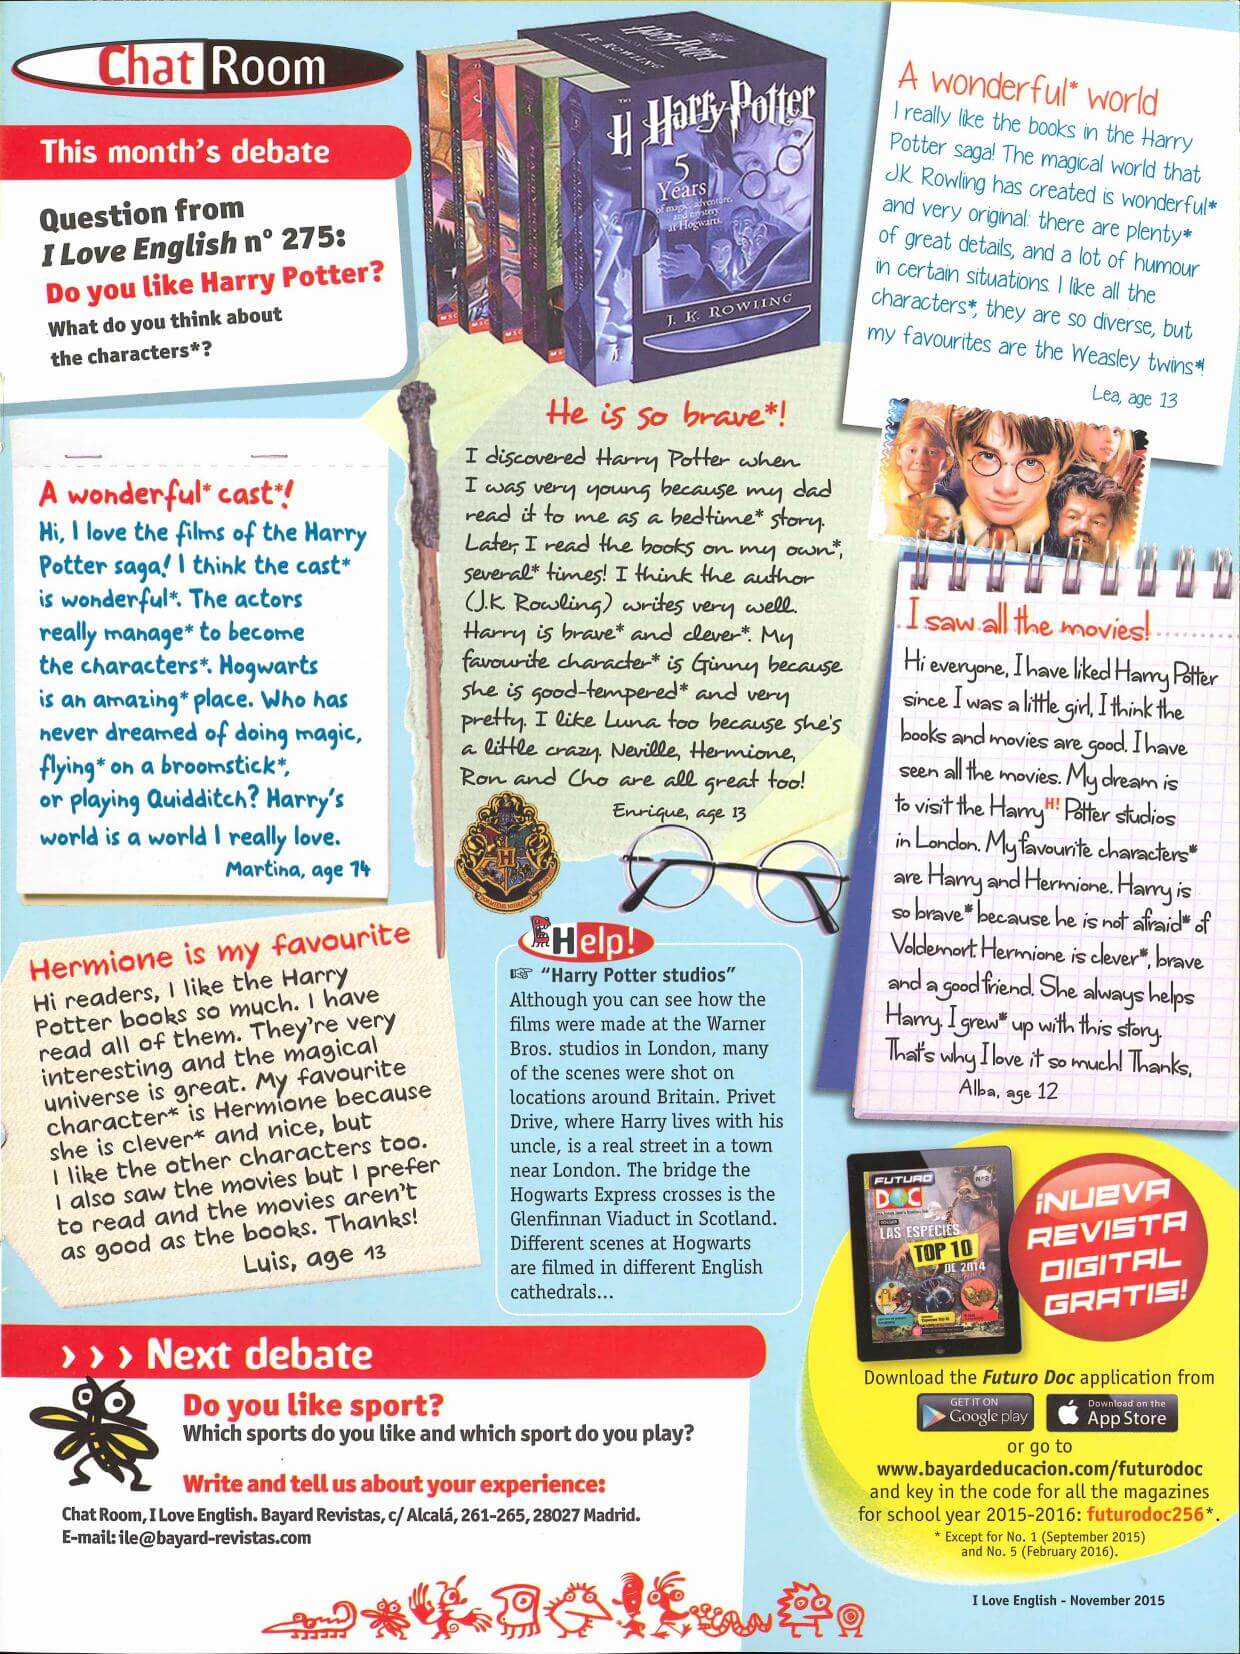 Chat Room
This month's debate
Question from
I Love English n° 275:
Do you like Harry Potter?
What do you think about
the characters*?
Harry Potter
J.K. ROWLING
Harry Potter
5
Years
of magic, adventure,
and mystery
at Hogwarts.
J. K. ROWLING
A wonderful* world
I really like the books in the Harry
Potter saga! The magical world that
J.K. Rowling has created is wonderful*
and very original: there are plenty*
of great details, and a lot of humour
in certain situations. I like all the
characters*, they are so diverse, but
my favourites are the Weasley twins*!
Lea, age 13
A wonderful* cast*!
Hi, I love the films of the Harry
Potter saga! I think the cast*
is wonderful*. The actors
really manage* to become
the characters*. Hogwarts
is an amazing* place. Who has
never dreamed of doing magic,
flying* on a broomstick*,
or playing Quidditch? Harry's
world is a world I really love.
Martina, age 14
He is so brave*!
I discovered Harry Potter when
I was very young because my dad
read it to me as a bedtime* story.
Later, I read the books on my own*,
several* times! I think the author
(J.K. Rowling) writes very well.
Harry is brave* and clever*. My
favourite character* is Ginny because
she is good-tempered* and very
pretty. I like Luna too because she's
a little crazy. Neville, Hermione,
Ron and Cho are all great too!
Enrique, age 13
I saw all the movies!
Hi everyone, I have liked Harry Potter
since I was a little girl, I think the
books and movies are good. I have
seen all the movies. My dream is
to visit the Harry H! Potter studios
in London. My favourite characters*
are Harry and Hermione. Harry is
so brave* because he is not afraid* of
Voldemort. Hermione is clever*, brave
and a good friend. She always helps
Harry. I grew* up with this story.
That's why I love it so much! Thanks,
Alba, age 12
Hermione is my favourite
Hi readers, I like the Harry
Potter books so much. I have
read all of them. They're very
interesting and the magical
universe is great. My favourite
character* is Hermione because
she is clever* and nice, but
I like the other characters too.
I also saw the movies but I prefer
to read and the movies aren't
as good as the books. Thanks!
Luis, age 13
Help!
☞ "Harry Potter studios"
Although you can see how the
films were made at the Warner
Bros. studios in London, many
of the scenes were shot on
locations around Britain. Privet
Drive, where Harry lives with his
uncle, is a real street in a town
near London. The bridge the
Hogwarts Express crosses is the
Glenfinnan Viaduct in Scotland.
Different scenes at Hogwarts
are filmed in different English
cathedrals...
››› Next debate
Do you like sport?
Which sports do you like and which sport do you play?
Write and tell us about your experience:
Chat Room, I Love English. Bayard Revistas, c/ Alcalá, 261-265, 28027 Madrid.
E-mail: ile@bayard-revistas.com
FUTURO
DOC
Nº2
LAS ESPECIES
TOP 10
DE 2014
¡NUEVA
REVISTA
DIGITAL
GRATIS!
Download the Futuro Doc application from
GET IT ON
Google play
Download on the
App Store
or go to
www.bayardeducacion.com/futurodoc
and key in the code for all the magazines
for school year 2015-2016: futurodoc256*.
* Except for No. 1 (September 2015)
and No. 5 (February 2016).
I Love English - November 2015